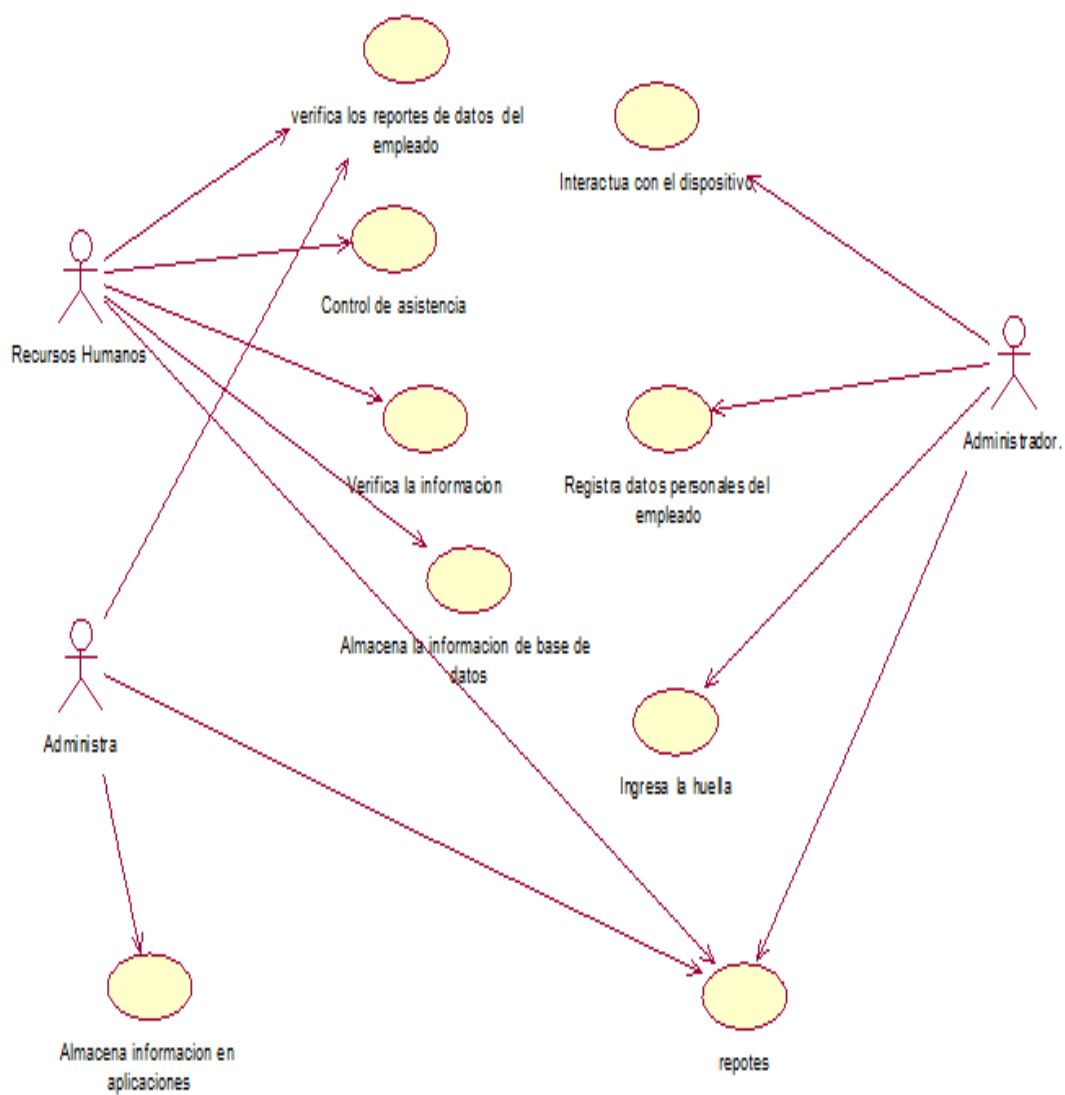 verifica los reportes de datos del
empleado
Interactua con el dispositivo
Control de asistencia
Recursos Humanos
Administrador.
Verifica la informacion
Registra datos personales del
empleado
Almacena la informacion de base de
datos
Administra
Ingresa la huella
Almacena informacion en
aplicaciones
repotes